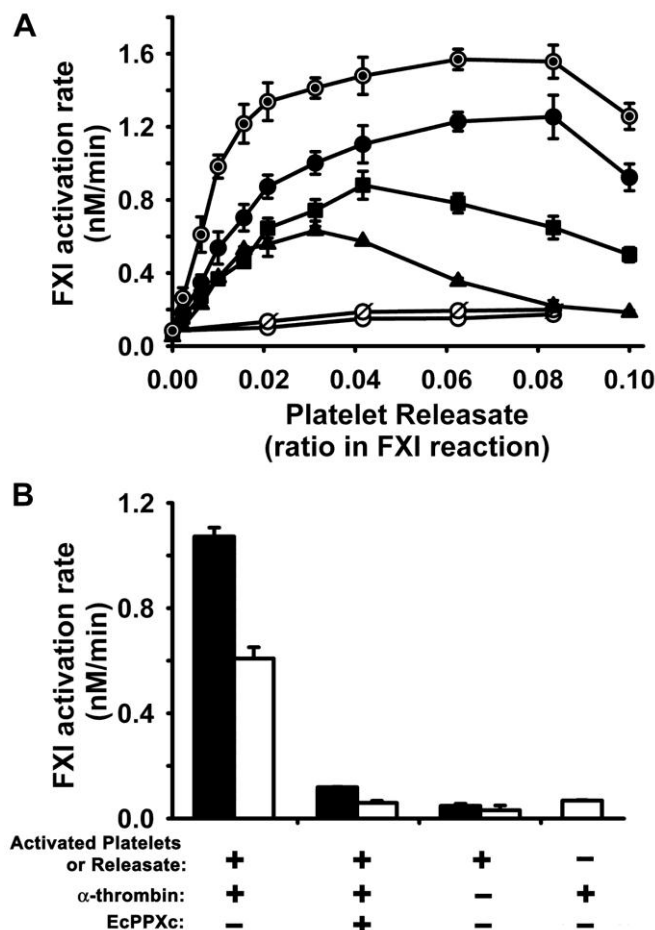 A
FXI activation rate
(nM/min)
1.6
1.2
0.8
0.4
0.0
0.00 0.02 0.04 0.06 0.08 0.10
Platelet Releasate
(ratio in FXI reaction)
B
FXI activation rate
(nM/min)
1.2
0.8
0.4
0.0
Activated Platelets
or Releasate: + + + −
α-thrombin: + + − +
EcPPXc: − + − −